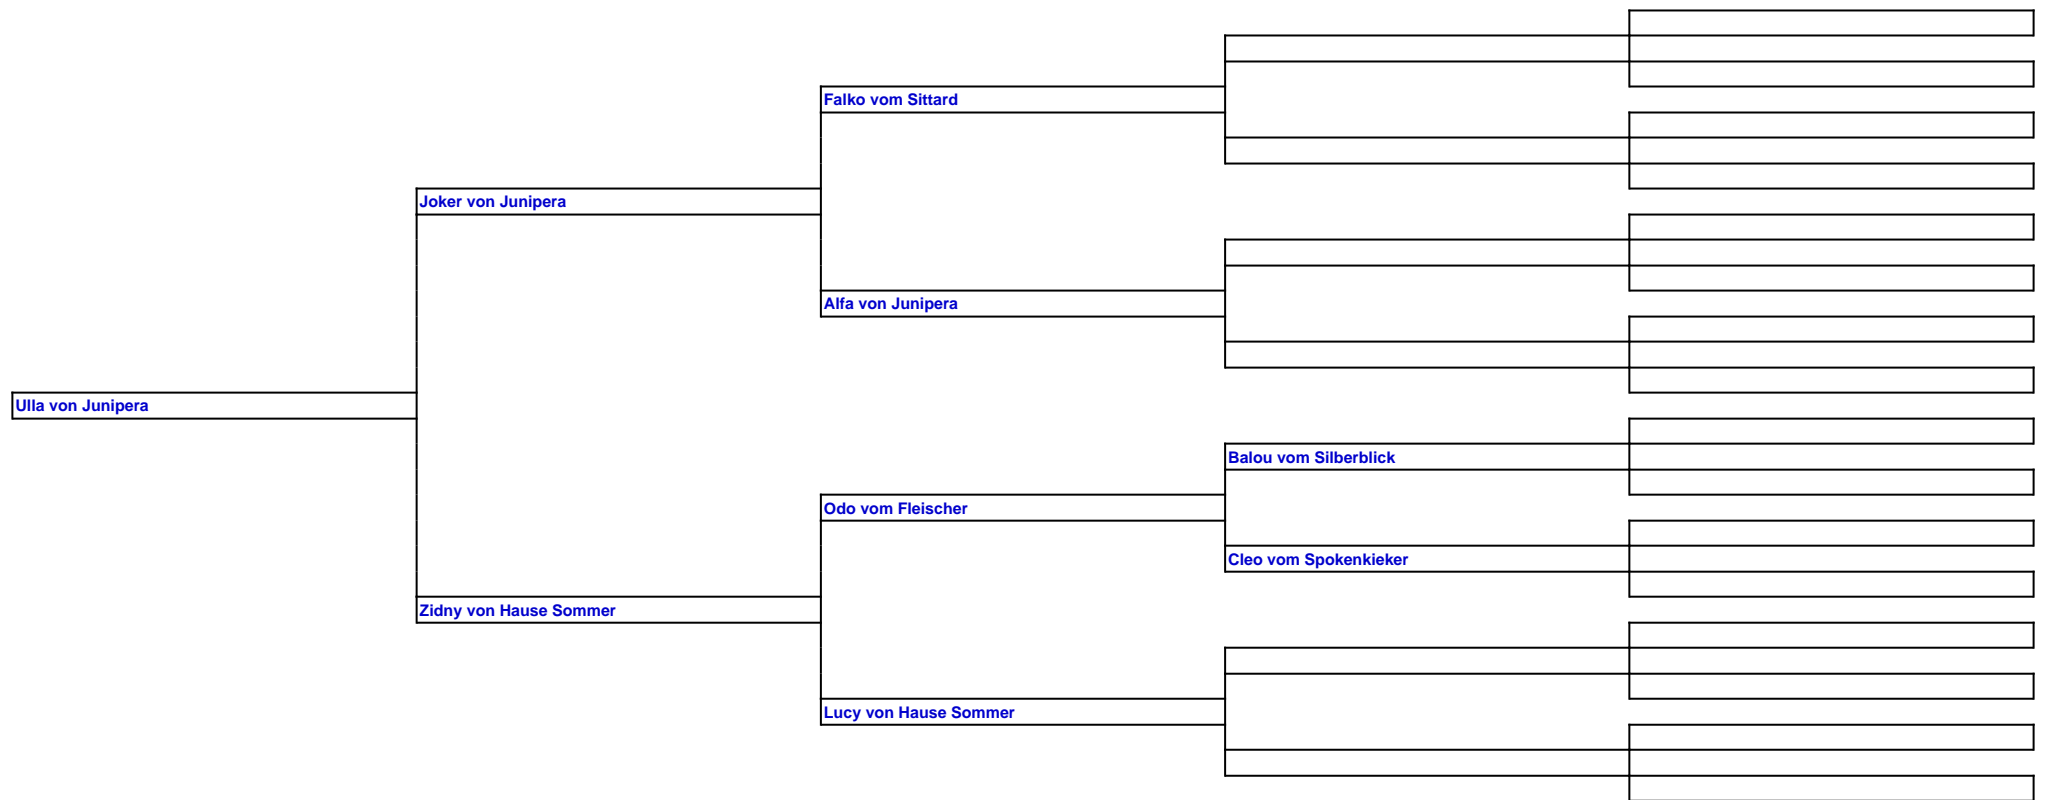 Falko vom Sittard
Joker von Junipera
Alfa von Junipera
Ulla von Junipera
Balou vom Silberblick
Odo vom Fleischer
Cleo vom Spokenkieker
Zidny von Hause Sommer
Lucy von Hause Sommer